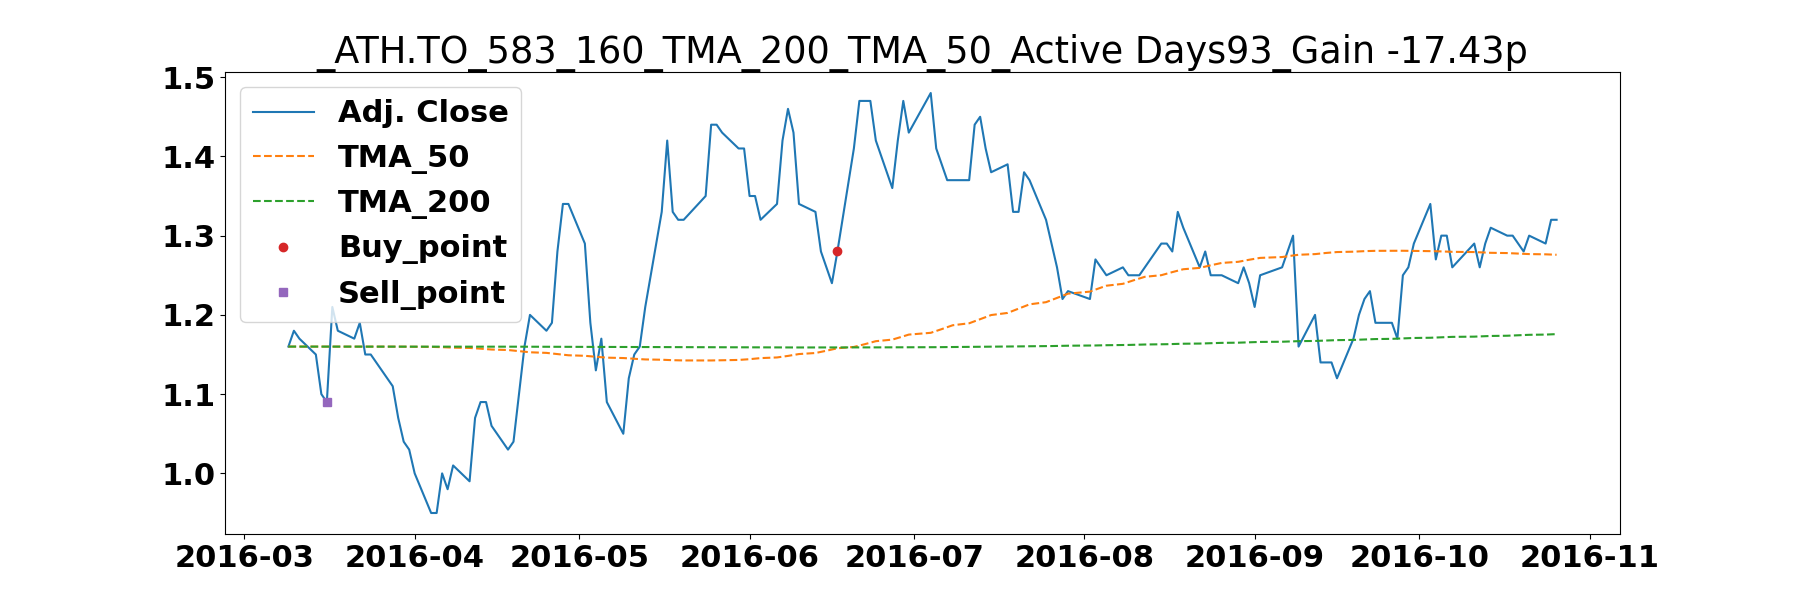 _ATH.TO_583_160_TMA_200_TMA_50_Active Days93_Gain -17.43p
1.5
1.4
1.3
1.2
1.1
1.0
Adj. Close
TMA_50
TMA_200
Buy_point
Sell_point
2016-03 2016-04 2016-05 2016-06 2016-07 2016-08 2016-09 2016-10 2016-11